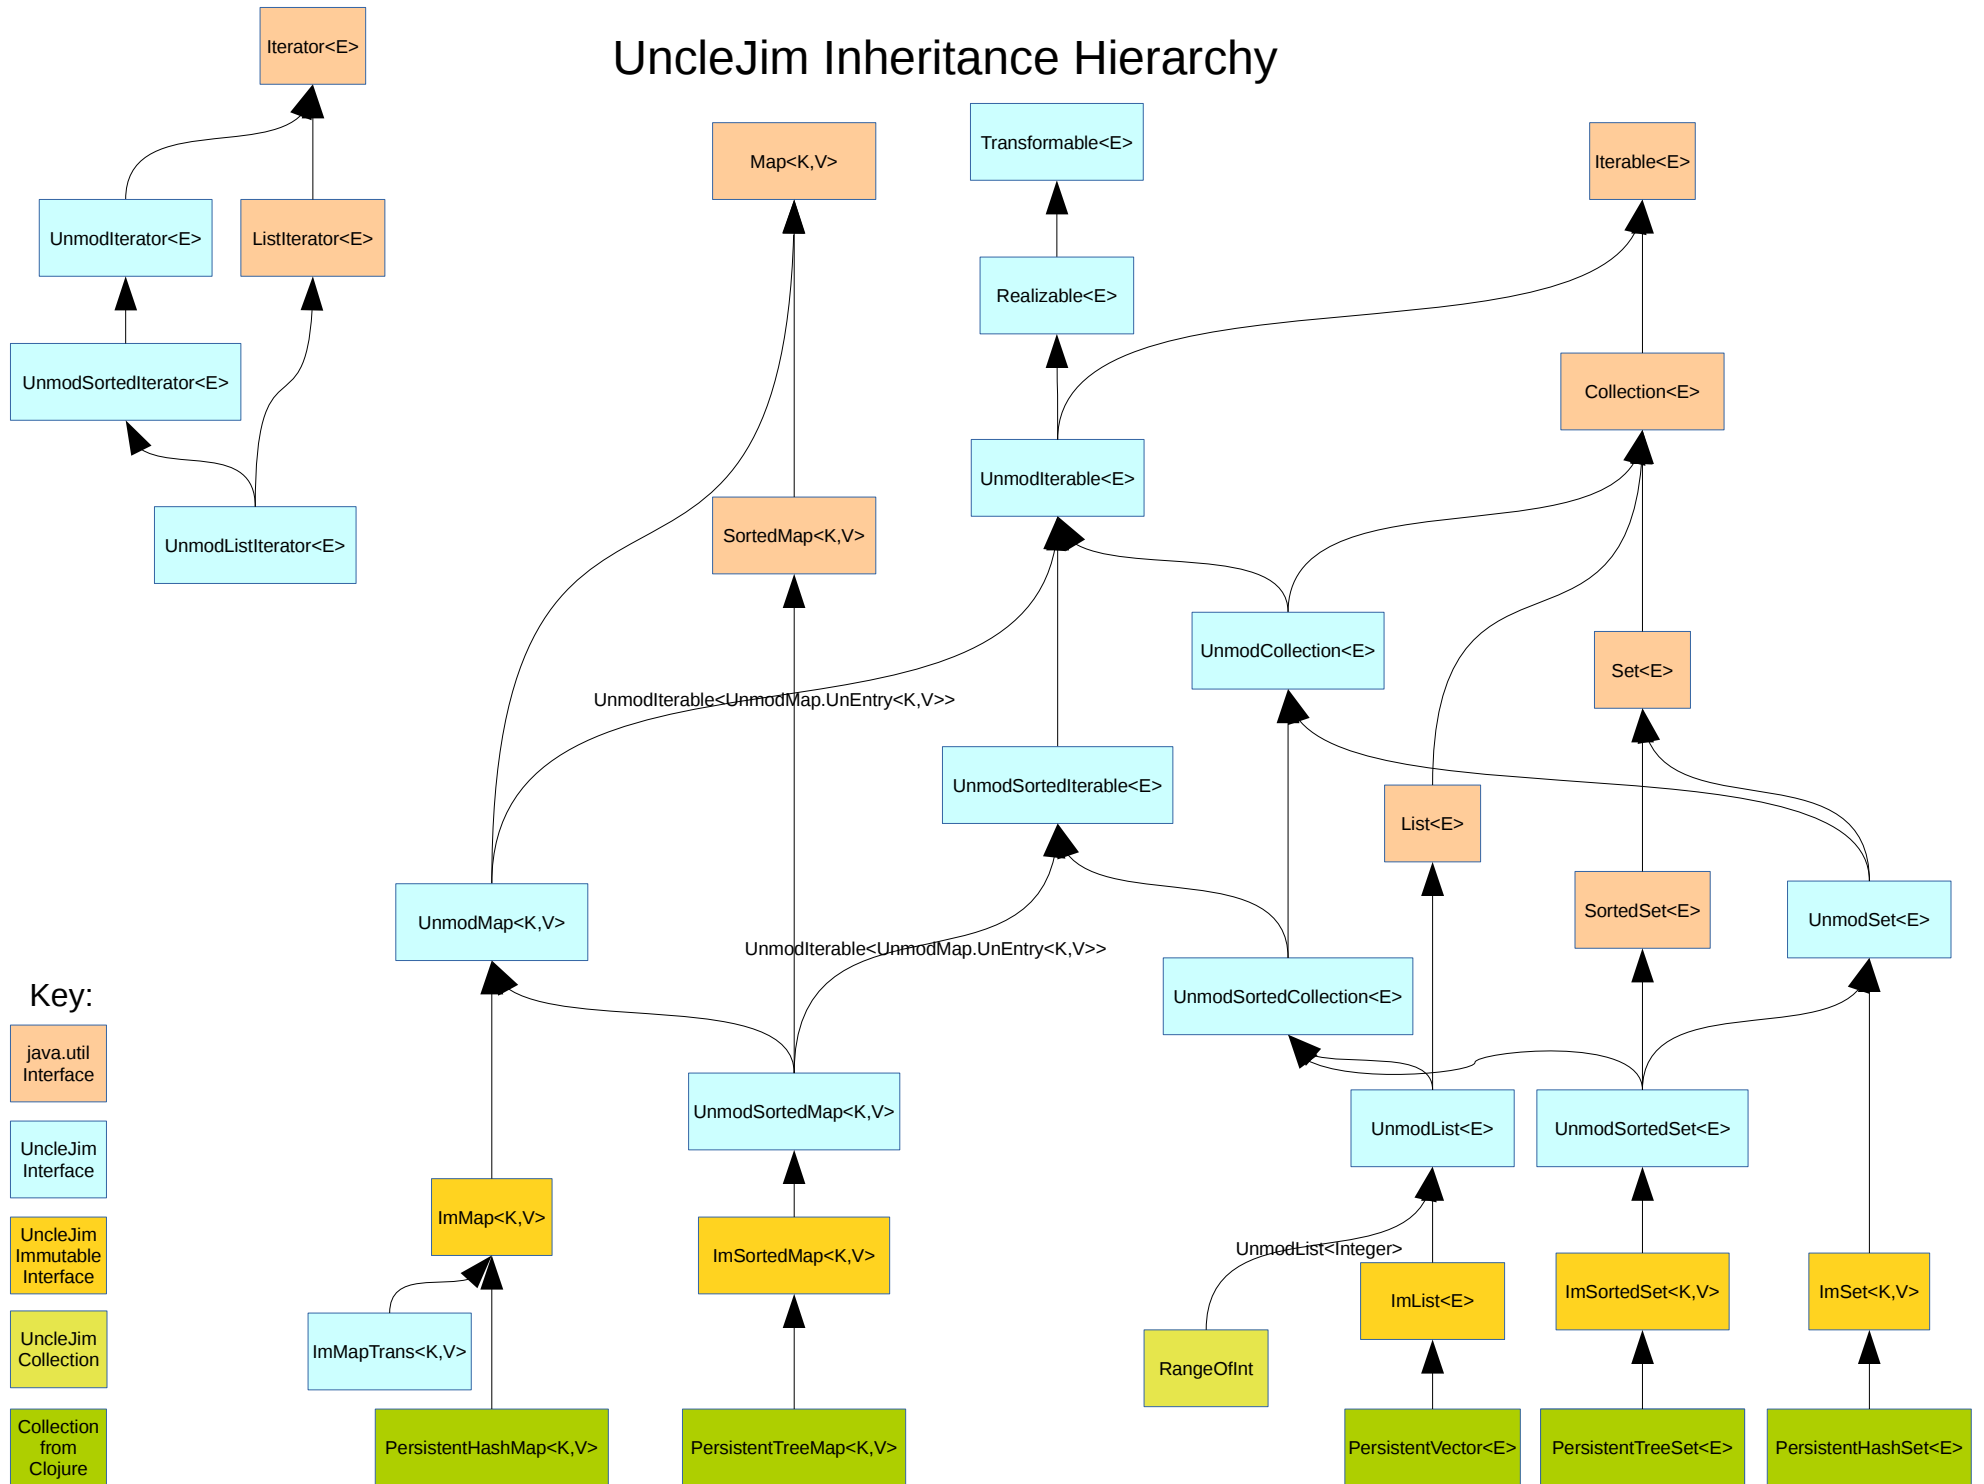 Iterator<E>
UncleJim Inheritance Hierarchy
Map<K,V>
Transformable<E>
Iterable<E>
UnmodIterator<E>
ListIterator<E>
Realizable<E>
UnmodSortedIterator<E>
Collection<E>
UnmodIterable<E>
SortedMap<K,V>
UnmodListIterator<E>
UnmodCollection<E>
Set<E>
UnmodIterable<UnmodMap.UnEntry<K,V>>
UnmodSortedIterable<E>
List<E>
UnmodMap<K,V>
SortedSet<E>
UnmodSet<E>
UnmodIterable<UnmodMap.UnEntry<K,V>>
UnmodSortedCollection<E>
Key:
java.util
Interface
UnmodSortedMap<K,V>
UnmodList<E>
UnmodSortedSet<E>
UncleJim
Interface
ImMap<K,V>
UncleJim
Immutable
Interface
ImSortedMap<K,V>
UnmodList<Integer>
ImList<E>
ImSortedSet<K,V>
ImSet<K,V>
UncleJim
Collection
ImMapTrans<K,V>
RangeOfInt
Collection
from
Clojure
PersistentHashMap<K,V>
PersistentTreeMap<K,V>
PersistentVector<E>
PersistentTreeSet<E>
PersistentHashSet<E>